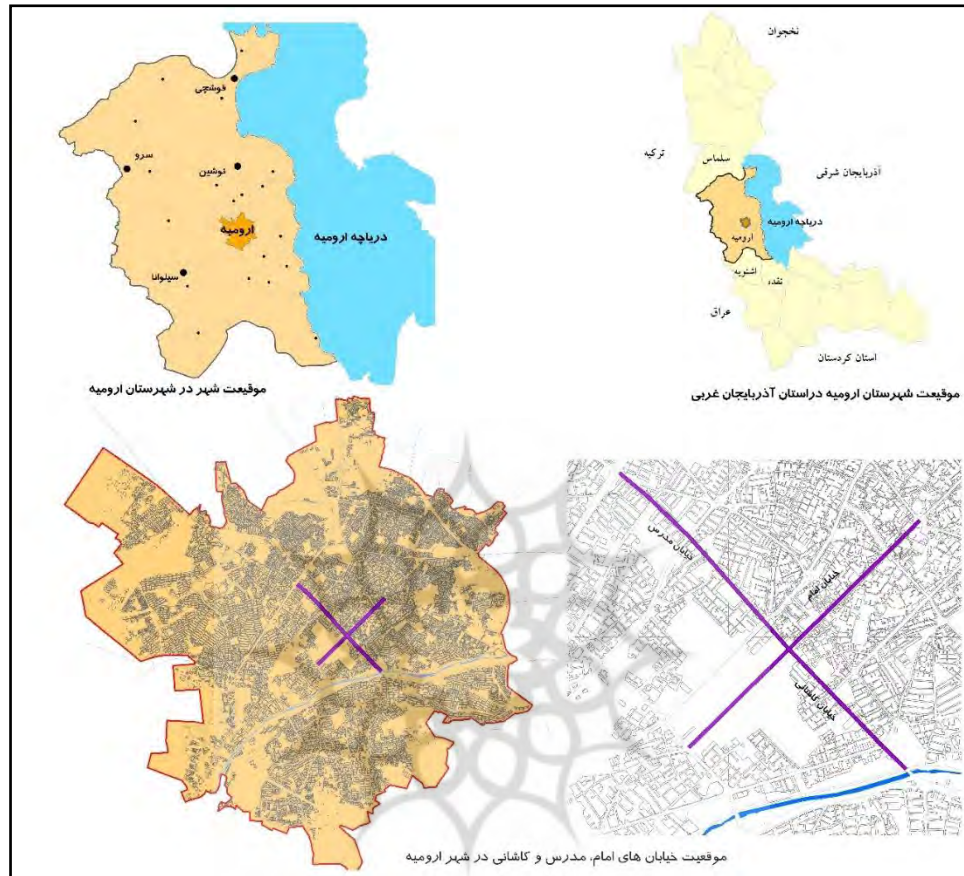 قوشچی
سرو
نوشین
ارومیه
دریاچه ارومیه
سیلوانا
موقیعت شهر در شهرستان ارومیه
نخجوان
ترکیه
سلماس
آذربایجان شرقی
دریاچه ارومیه
ارومیه
اشنویه
نقده
عراق
استان کردستان
موقیعت شهرستان ارومیه دراستان آذربایجان غربی
خیابان مدرس
خیابان امام
خیابان کاشانی
موقعیت خیابان های امام، مدرس و کاشانی در شهر ارومیه